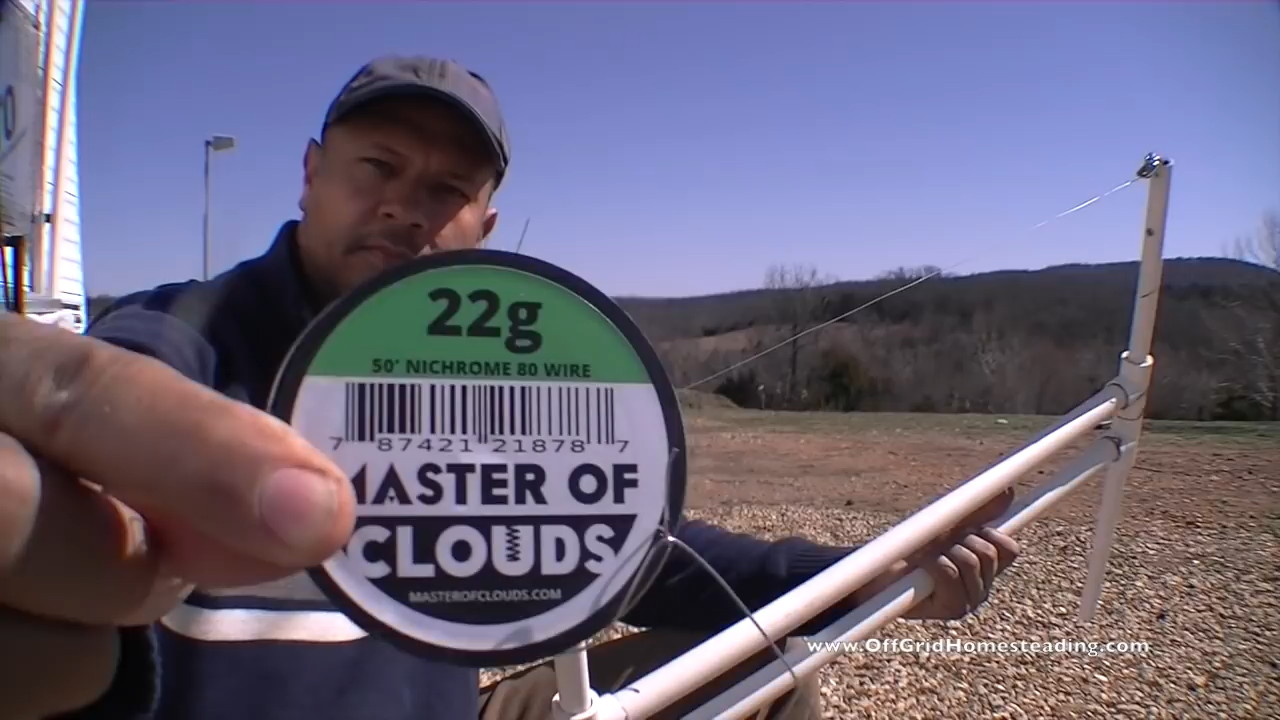 22g
50' NICHROME 80 WIRE
7 87421 21878 7
MASTER OF
CLOUDS
MASTEROFCLOUDS.COM
www.OffGridHomesteading.com